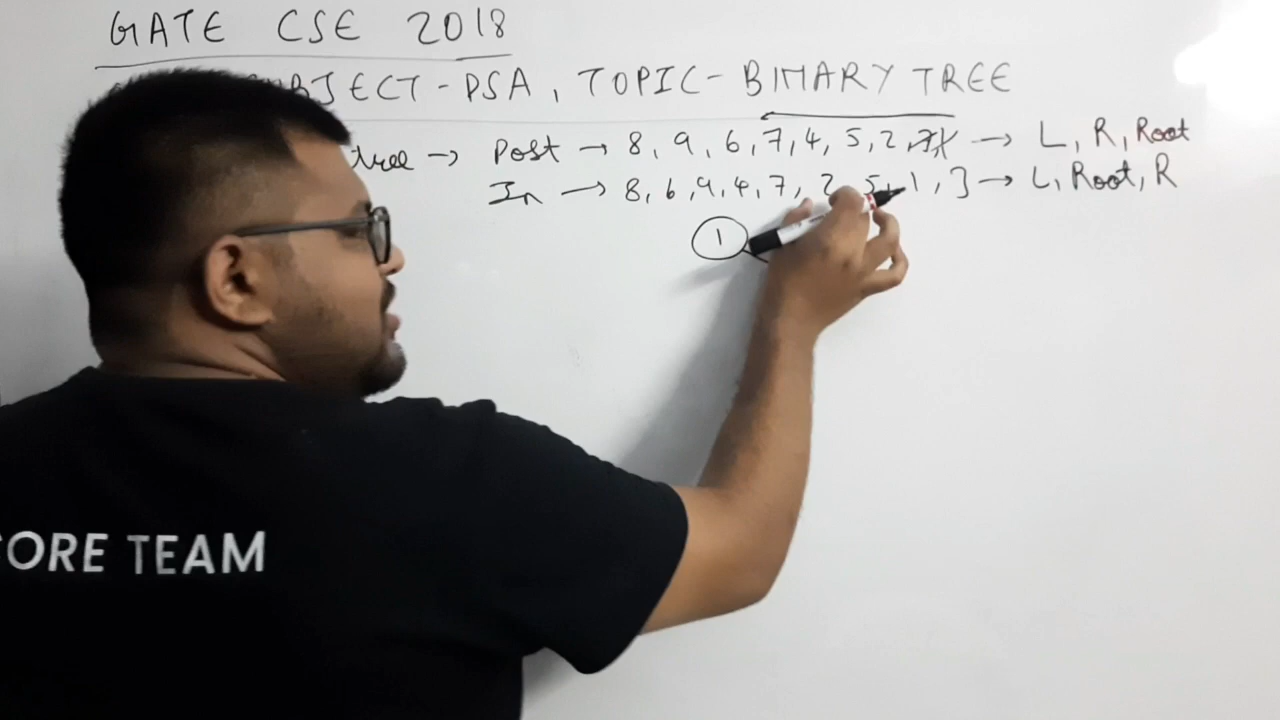 GATE CSE 2018
SUBJECT - DSA, TOPIC - BINARY TREE
tree → Post → 8, 9, 6, 7, 4, 5, 2, 3, 1 → L, R, Root
In → 8, 6, 9, 4, 7, 2, 5, 1, 3 → L, Root, R
1
CORE TEAM